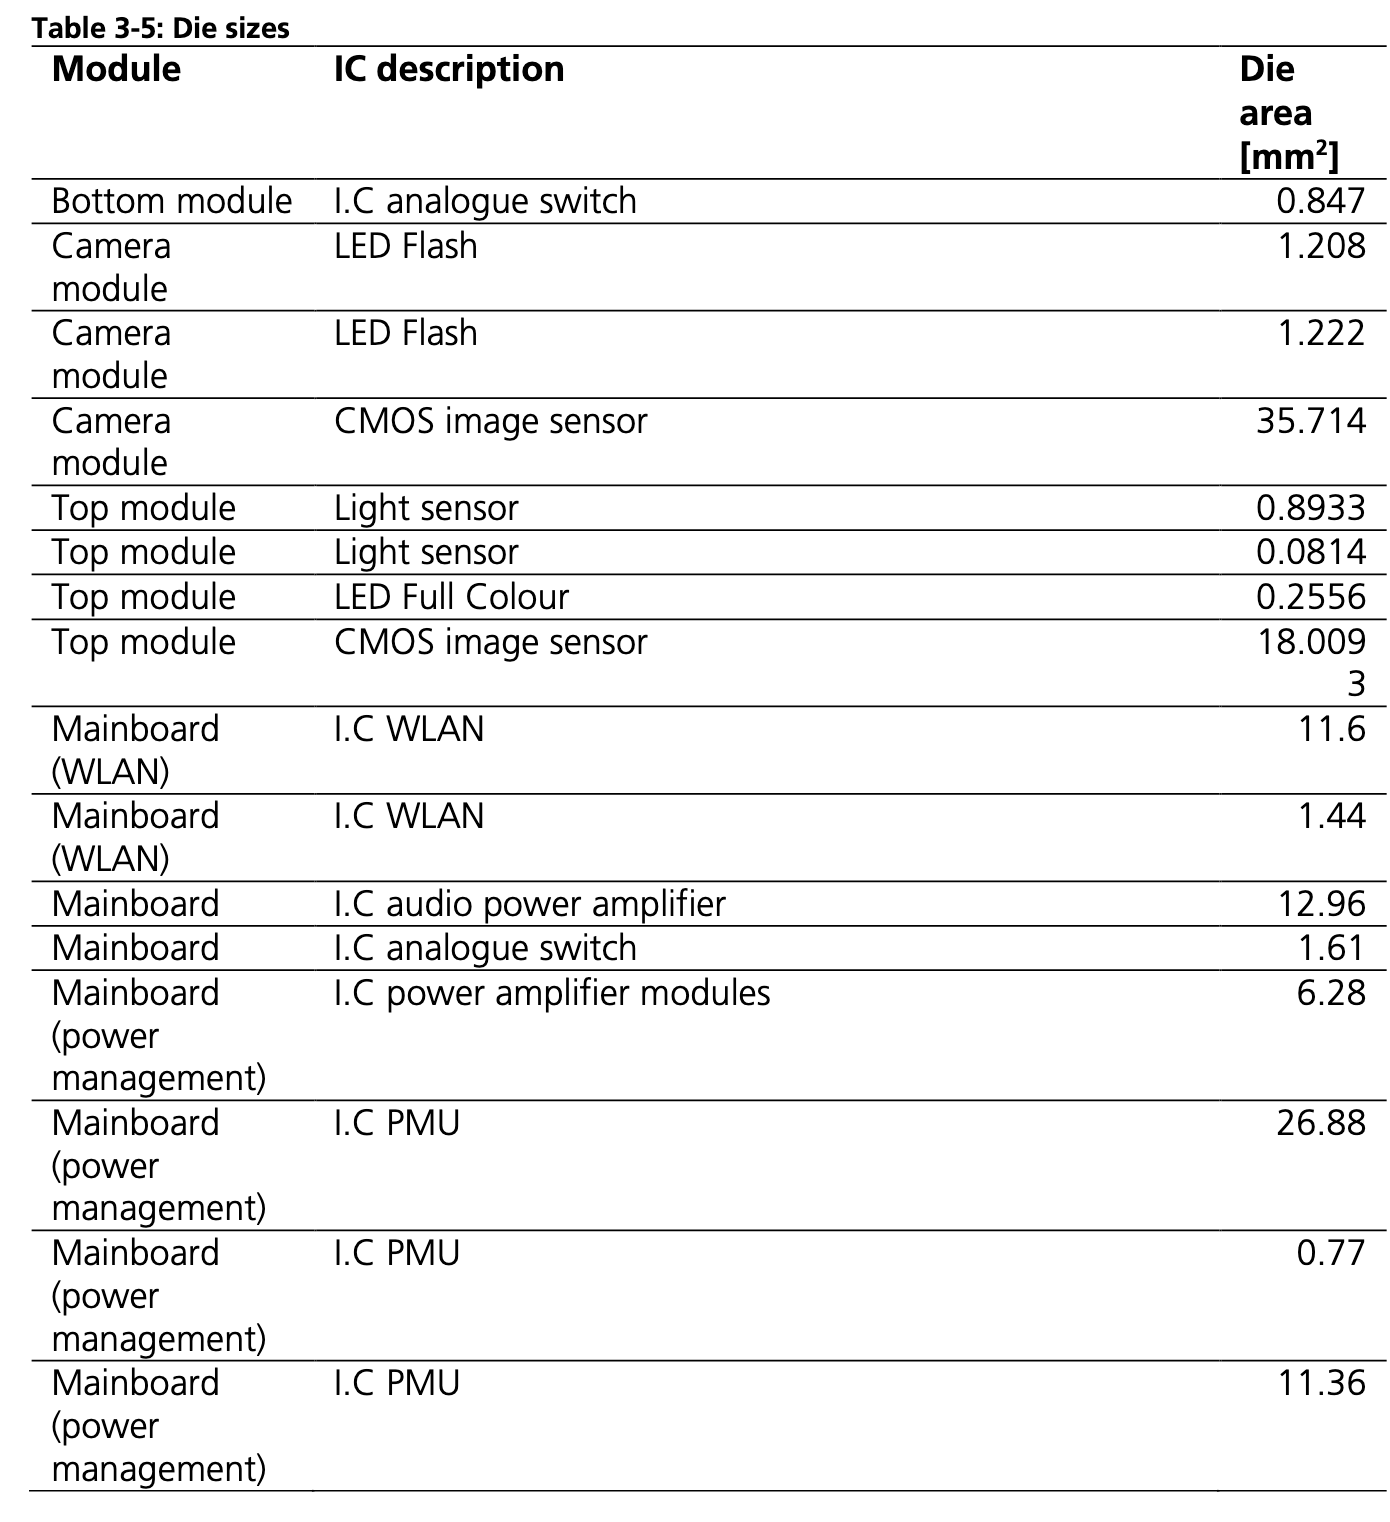 Table 3-5: Die sizes
Module IC description Die
area
[mm²]
Bottom module I.C analogue switch 0.847
Camera LED Flash 1.208
module
Camera LED Flash 1.222
module
Camera CMOS image sensor 35.714
module
Top module Light sensor 0.8933
Top module Light sensor 0.0814
Top module LED Full Colour 0.2556
Top module CMOS image sensor 18.009
3
Mainboard I.C WLAN 11.6
(WLAN)
Mainboard I.C WLAN 1.44
(WLAN)
Mainboard I.C audio power amplifier 12.96
Mainboard I.C analogue switch 1.61
Mainboard I.C power amplifier modules 6.28
(power
management)
Mainboard I.C PMU 26.88
(power
management)
Mainboard I.C PMU 0.77
(power
management)
Mainboard I.C PMU 11.36
(power
management)